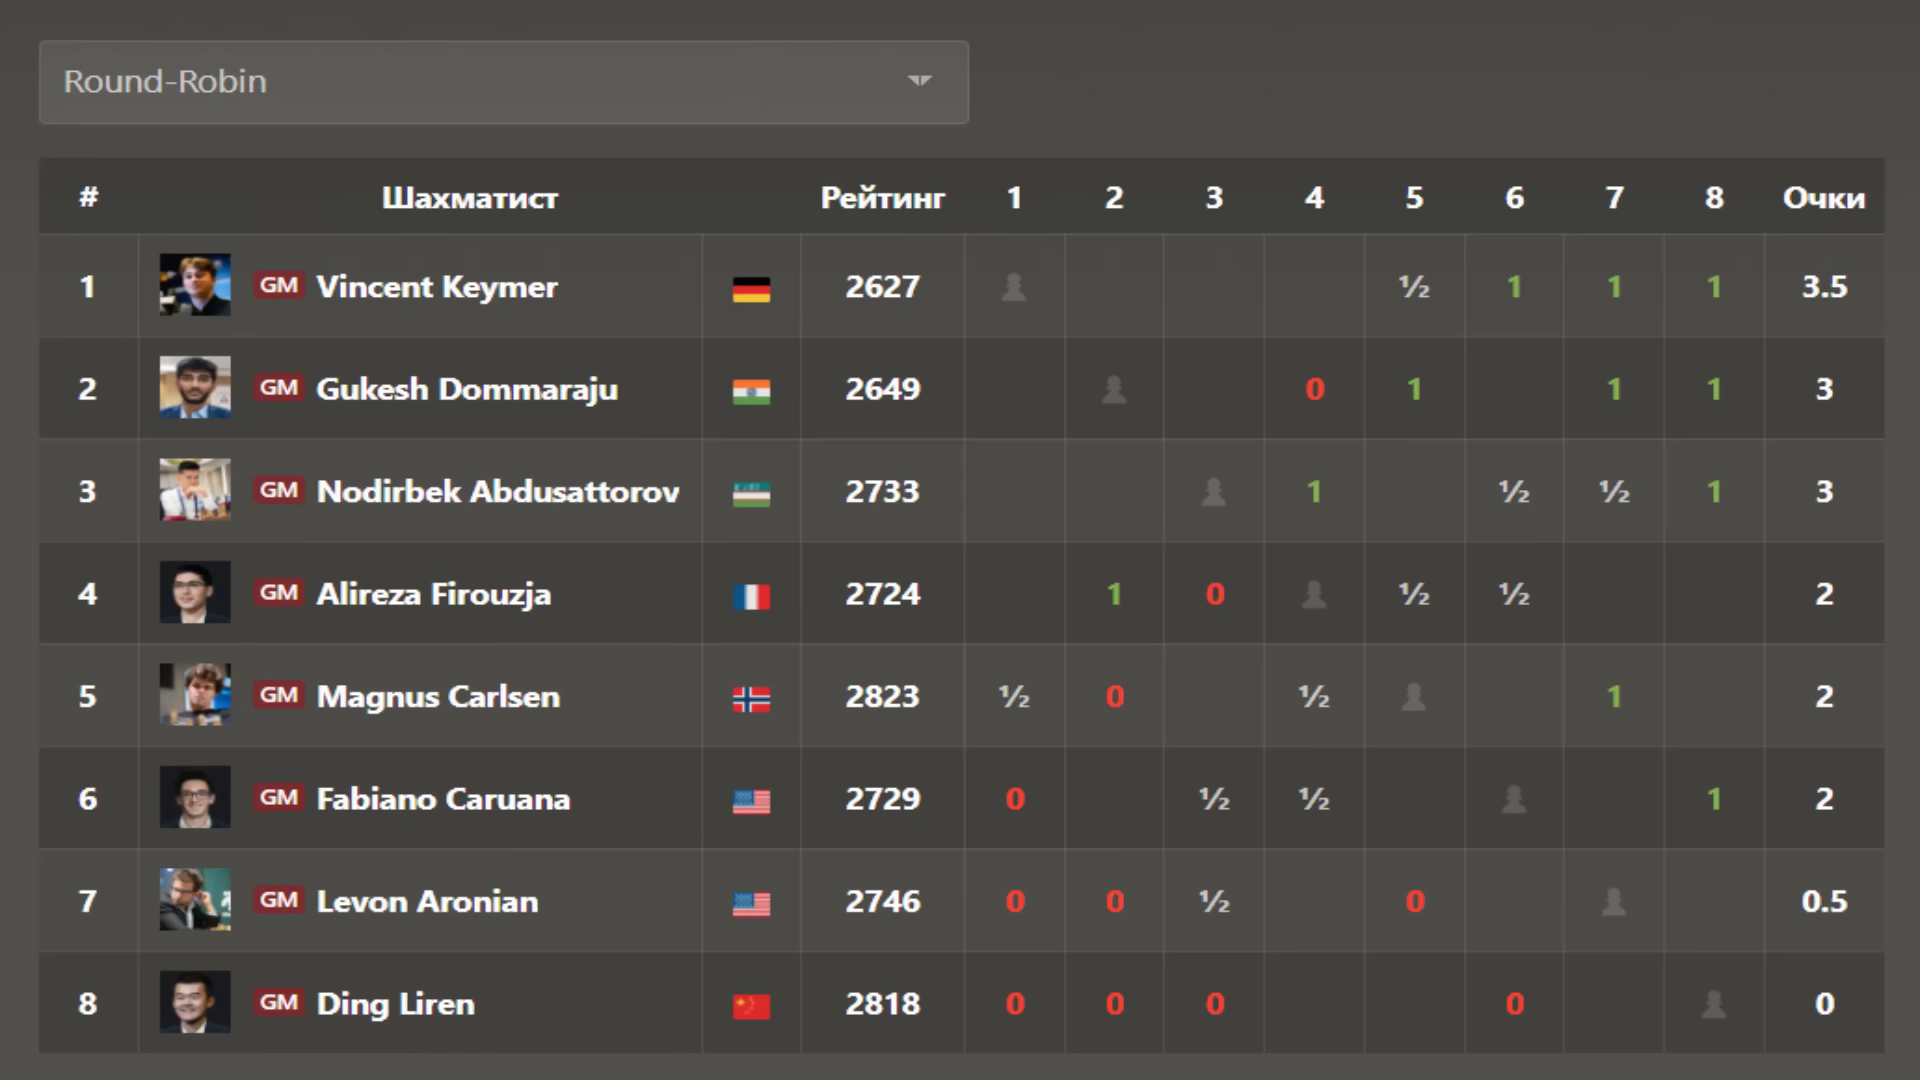 Round-Robin
# Шахматист Рейтинг 1 2 3 4 5 6 7 8 Очки
1 GM Vincent Keymer 2627 ½ 1 1 1 3.5
2 GM Gukesh Dommaraju 2649 0 1 1 1 3
3 GM Nodirbek Abdusattorov 2733 1 ½ ½ 1 3
4 GM Alireza Firouzja 2724 1 0 ½ ½ 2
5 GM Magnus Carlsen 2823 ½ 0 ½ 1 2
6 GM Fabiano Caruana 2729 0 ½ ½ 1 2
7 GM Levon Aronian 2746 0 0 ½ 0 0.5
8 GM Ding Liren 2818 0 0 0 0 0